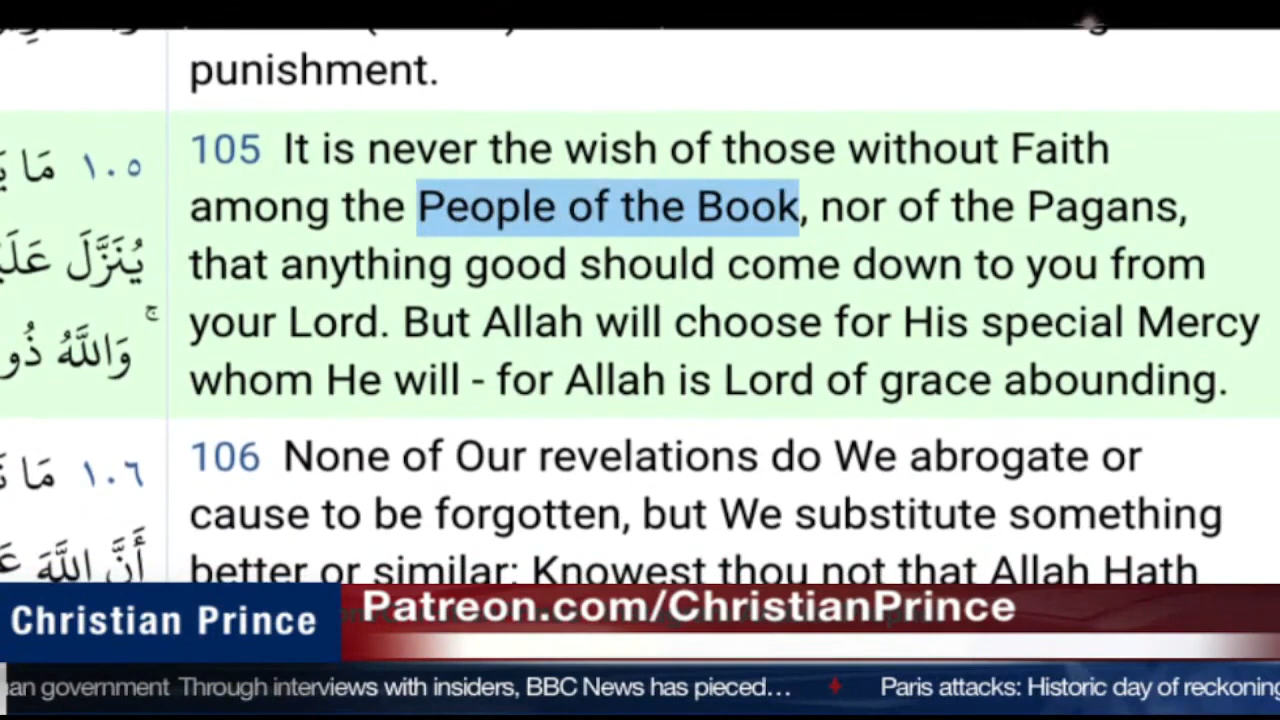 punishment.
105 It is never the wish of those without Faith
among the People of the Book, nor of the Pagans,
that anything good should come down to you from
your Lord. But Allah will choose for His special Mercy
whom He will - for Allah is Lord of grace abounding.
١٠٥ مَا
يُنَزَّلَ
وَاللَّهُ ذُو
106 None of Our revelations do We abrogate or
cause to be forgotten, but We substitute something
better or similar: Knowest thou not that Allah Hath
١٠٦ مَا
أَنَّ اللَّهَ
Christian Prince
Patreon.com/ChristianPrince
government Through interviews with insiders, BBC News has pieced...
Paris attacks: Historic day of reckoning